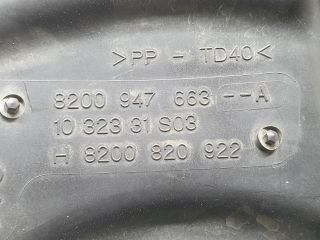 >PP - TD40<
8200 947 663--A
10 323 31 S03
H 8200 820 922